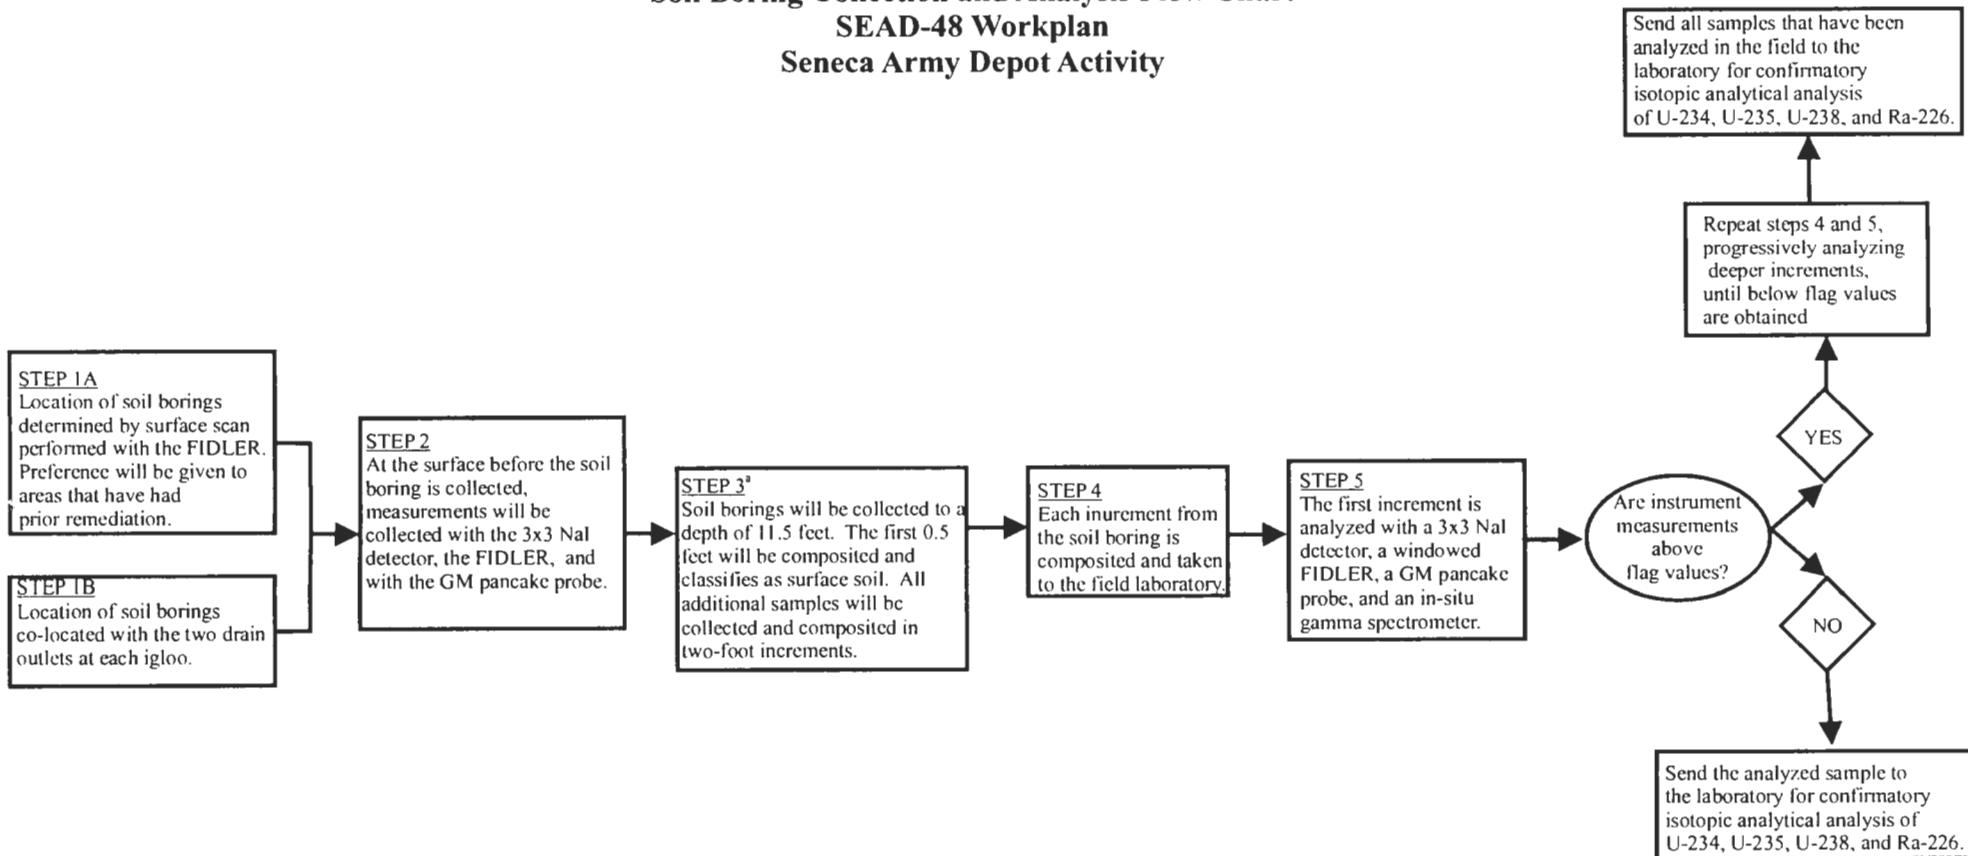 Soil Boring Collection and Analysis Flow Chart
SEAD-48 Workplan
Seneca Army Depot Activity
STEP 1A
Location of soil borings
determined by surface scan
performed with the FIDLER.
Preference will be given to
areas that have had
prior remediation.
STEP 1B
Location of soil borings
co-located with the two drain
outlets at each igloo.
STEP 2
At the surface before the soil
boring is collected,
measurements will be
collected with the 3x3 NaI
detector, the FIDLER, and
with the GM pancake probe.
STEP 3ª
Soil borings will be collected to a
depth of 11.5 feet. The first 0.5
feet will be composited and
classifies as surface soil. All
additional samples will be
collected and composited in
two-foot increments.
STEP 4
Each inurement from
the soil boring is
composited and taken
to the field laboratory.
STEP 5
The first increment is
analyzed with a 3x3 NaI
detector, a windowed
FIDLER, a GM pancake
probe, and an in-situ
gamma spectrometer.
Are instrument
measurements
above
flag values?
YES
Repeat steps 4 and 5,
progressively analyzing
deeper increments,
until below flag values
are obtained
Send all samples that have been
analyzed in the field to the
laboratory for confirmatory
isotopic analytical analysis
of U-234, U-235, U-238, and Ra-226.
NO
Send the analyzed sample to
the laboratory for confirmatory
isotopic analytical analysis of
U-234, U-235, U-238, and Ra-226.